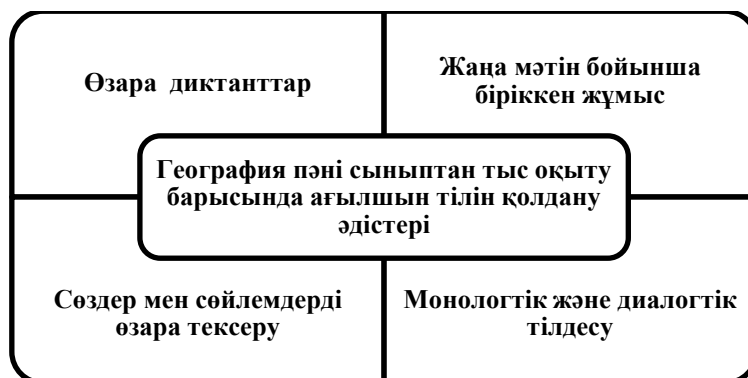 Өзара диктанттар
Жаңа мәтін бойынша
біріккен жұмыс
География пәні сыныптан тыс оқыту
барысында ағылшын тілін қолдану
әдістері
Сөздер мен сөйлемдерді
өзара тексеру
Монологтік және диалогтік
тілдесу